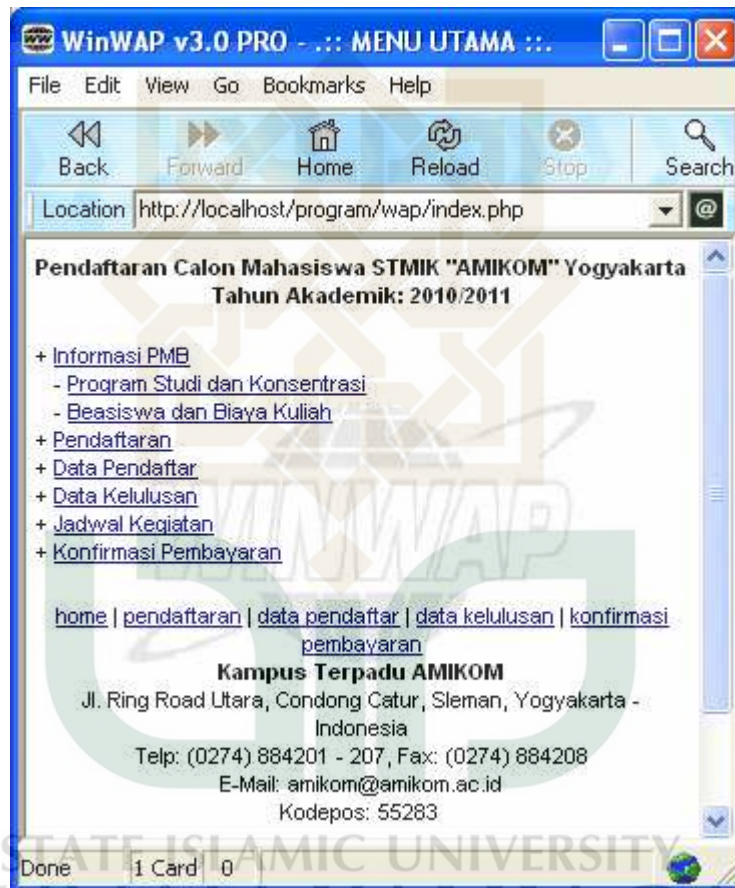 WinWAP v3.0 PRO - .:: MENU UTAMA ::.
File Edit View Go Bookmarks Help
Back Forward Home Reload Stop Search
Location http://localhost/program/wap/index.php @
Pendaftaran Calon Mahasiswa STMIK "AMIKOM" Yogyakarta
Tahun Akademik: 2010/2011
+ Informasi PMB
- Program Studi dan Konsentrasi
- Beasiswa dan Biaya Kuliah
+ Pendaftaran
+ Data Pendaftar
+ Data Kelulusan
+ Jadwal Kegiatan
+ Konfirmasi Pembayaran
WINWAP
home | pendaftaran | data pendaftar | data kelulusan | konfirmasi
pembayaran
Kampus Terpadu AMIKOM
Jl. Ring Road Utara, Condong Catur, Sleman, Yogyakarta -
Indonesia
Telp: (0274) 884201 - 207, Fax: (0274) 884208
E-Mail: amikom@amikom.ac.id
Kodepos: 55283
STATE ISLAMIC UNIVERSITY
Done 1 Card 0